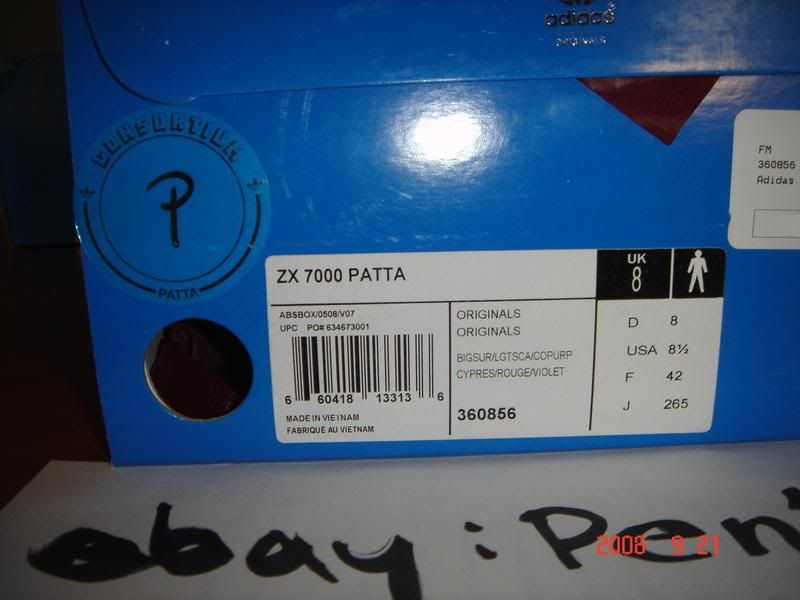 adidas
ORIGINALS
CONSORTIUM
P
PATTA
FM
360856
Adidas
ZX 7000 PATTA
UK
8
ABSBOX/0508/V07
UPC PO# 634673001
6 60418 13313 6
MADE IN VIETNAM
FABRIQUÉ AU VIETNAM
ORIGINALS
ORIGINALS
BIGSUR/LGTSCA/COPURP
CYPRES/ROUGE/VIOLET
360856
D 8
USA 8½
F 42
J 265
ebay: Pen'
2008 9 21